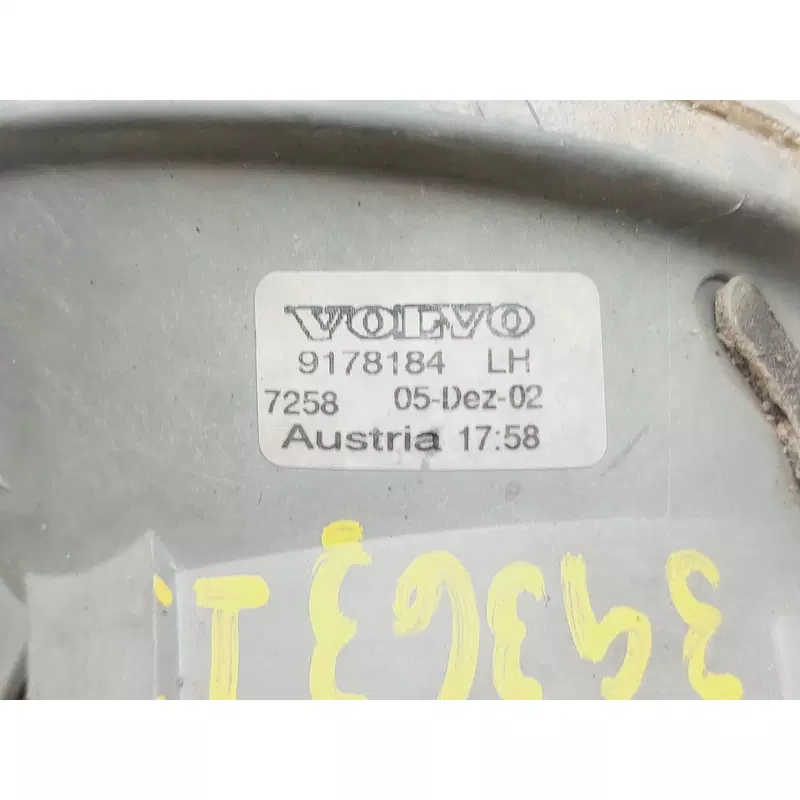 VOLVO
9178184 LH
7258 05-Dez-02
Austria 17:58